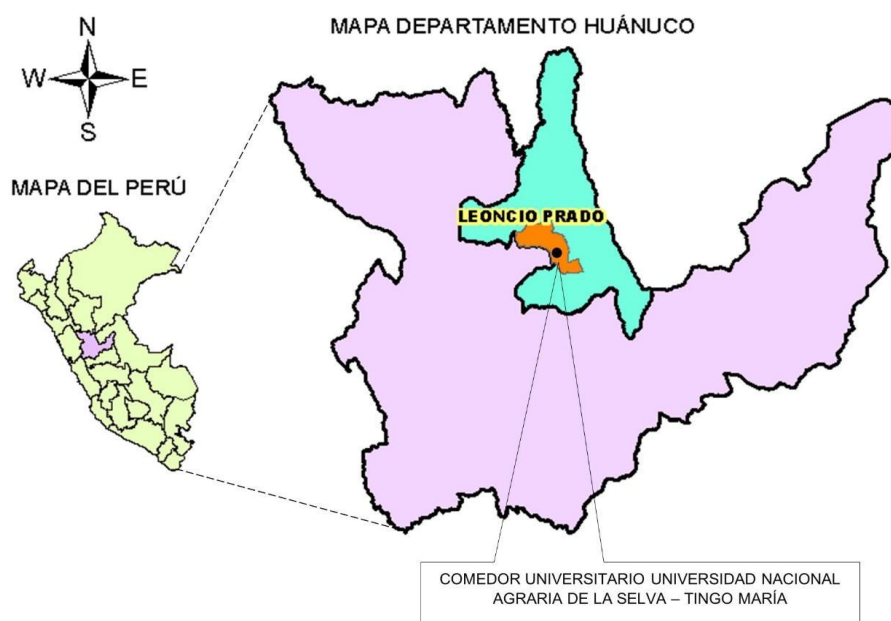 MAPA DEPARTAMENTO HUÁNUCO
N
W E
S
MAPA DEL PERÚ
LEONCIO PRADO
COMEDOR UNIVERSITARIO UNIVERSIDAD NACIONAL
AGRARIA DE LA SELVA – TINGO MARÍA